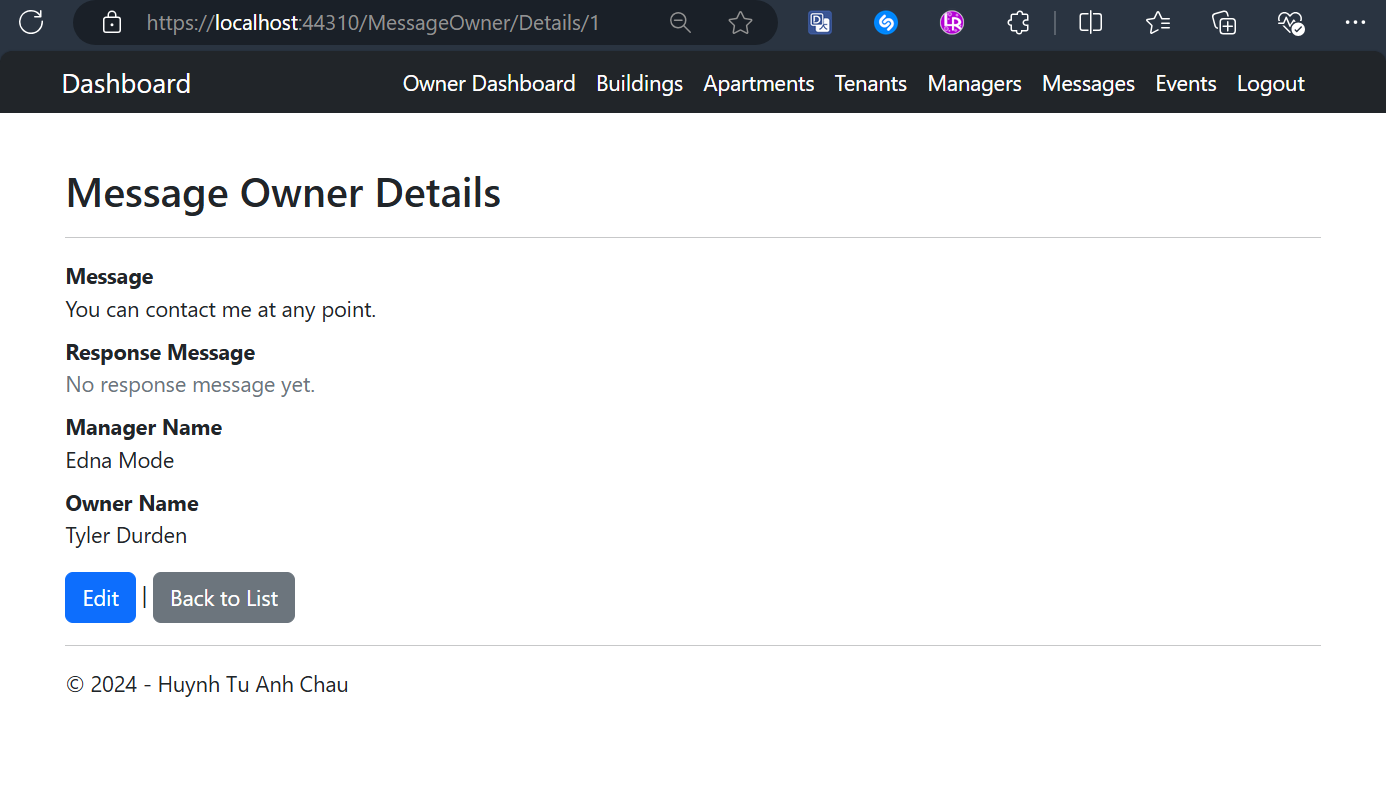 https://localhost:44310/MessageOwner/Details/1
Dashboard Owner Dashboard Buildings Apartments Tenants Managers Messages Events Logout
Message Owner Details
Message
You can contact me at any point.
Response Message
No response message yet.
Manager Name
Edna Mode
Owner Name
Tyler Durden
Edit | Back to List
© 2024 - Huynh Tu Anh Chau